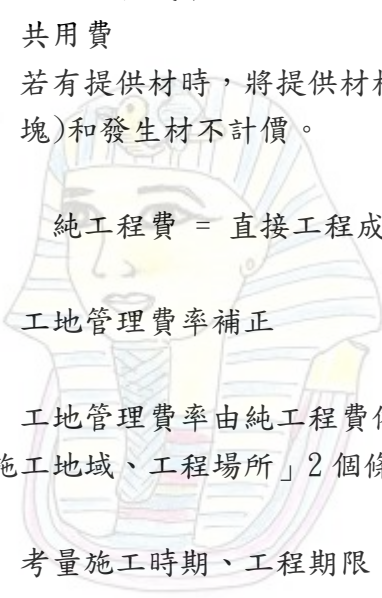 共用費
若有提供材時，將提供材
塊)和發生材不計價。
純工程費 = 直接工程成
工地管理費率補正
工地管理費率由純工程費
施工地域、工程場所」2 個條
考量施工時期、工程期限